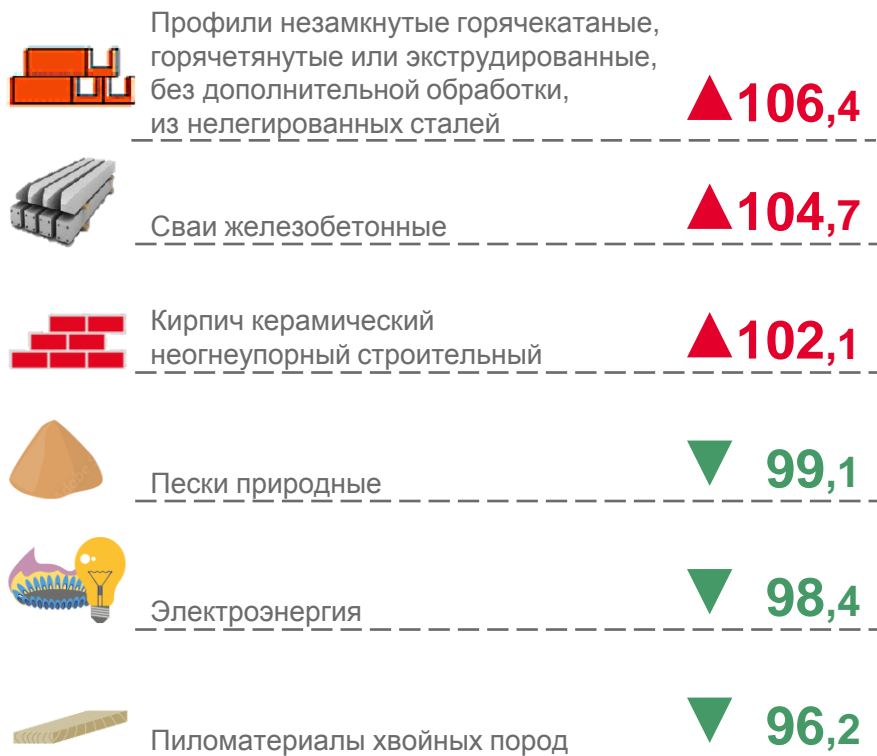 Профили незамкнутые горячекатаные,
горячетянутые или экструдированные,
без дополнительной обработки,
из нелегированных сталей
▲106,4
Сваи железобетонные
▲104,7
Кирпич керамический
неогнеупорный строительный
▲102,1
Пески природные
▼ 99,1
Электроэнергия
▼ 98,4
Пиломатериалы хвойных пород
▼ 96,2